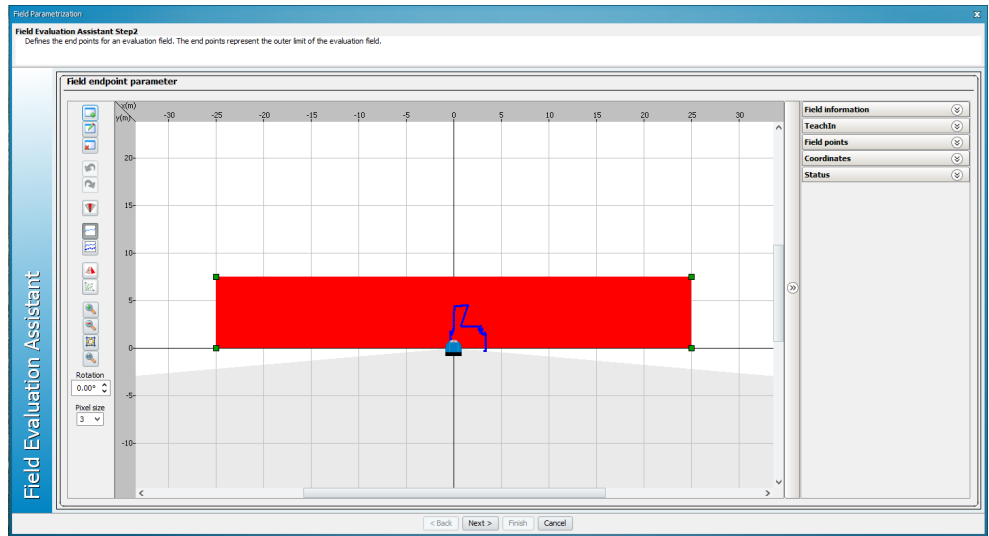 Field Parametrization
Field Evaluation Assistant Step2
Defines the end points for an evaluation field. The end points represent the outer limit of the evaluation field.
Field Evaluation Assistant
Field endpoint parameter
x(m)
y(m)
-30 -25 -20 -15 -10 -5 0 5 10 15 20 25 30
20
15
10
5
0
-5
-10
Rotation
0.00°
Pixel size
3
Field information
TeachIn
Field points
Coordinates
Status
< Back Next > Finish Cancel